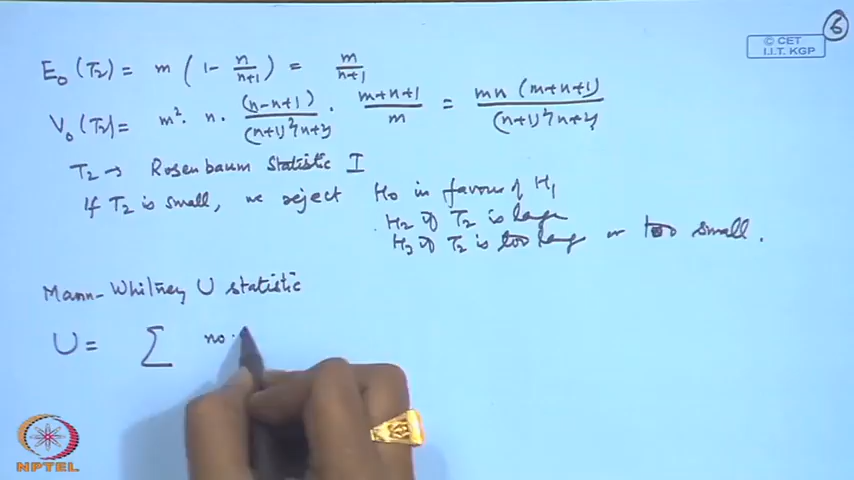 6
© CET
I.I.T. KGP
E₀(T₂) = m (1 - n/(n+1)) = m/(n+1)
V₀(T₂) = m² · n · (n-n+1)/((n+1)²(n+2)) · (m+n+1)/m = mn(m+n+1)/((n+1)²(n+2))
T₂ → Rosenbaum Statistic I
If T₂ is small, we reject H₀ in favour of H₁
H₂ if T₂ is large
H₃ if T₂ is too large or too small.
Mann-Whitney U statistic
U = Σ no.
NPTEL